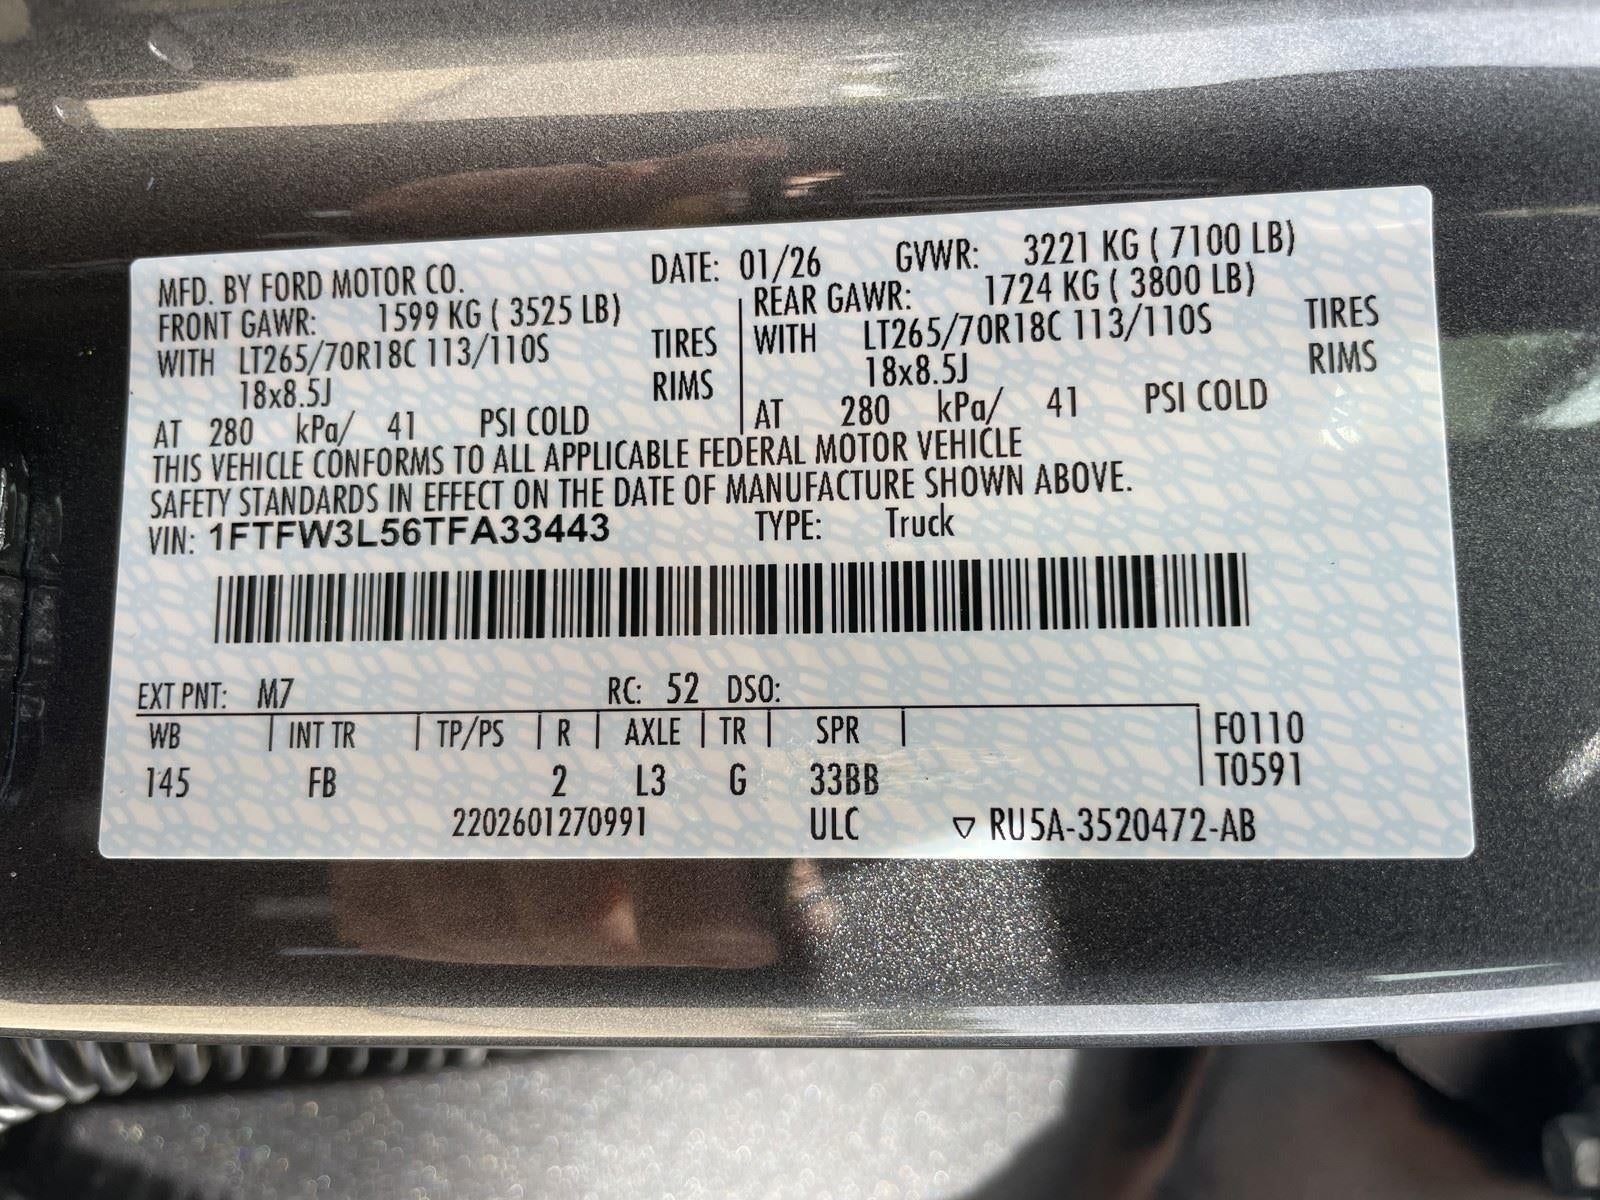 MFD. BY FORD MOTOR CO. DATE: 01/26 GVWR: 3221 KG ( 7100 LB)
FRONT GAWR: 1599 KG ( 3525 LB) REAR GAWR: 1724 KG ( 3800 LB)
WITH LT265/70R18C 113/110S TIRES WITH LT265/70R18C 113/110S TIRES
18x8.5J RIMS 18x8.5J RIMS
AT 280 kPa/ 41 PSI COLD AT 280 kPa/ 41 PSI COLD
THIS VEHICLE CONFORMS TO ALL APPLICABLE FEDERAL MOTOR VEHICLE
SAFETY STANDARDS IN EFFECT ON THE DATE OF MANUFACTURE SHOWN ABOVE.
VIN: 1FTFW3L56TFA33443 TYPE: Truck
EXT PNT: M7 RC: 52 DSO:
WB INT TR TP/PS R AXLE TR SPR F0110
145 FB 2 L3 G 33BB T0591
2202601270991 ULC ▽ RU5A-3520472-AB